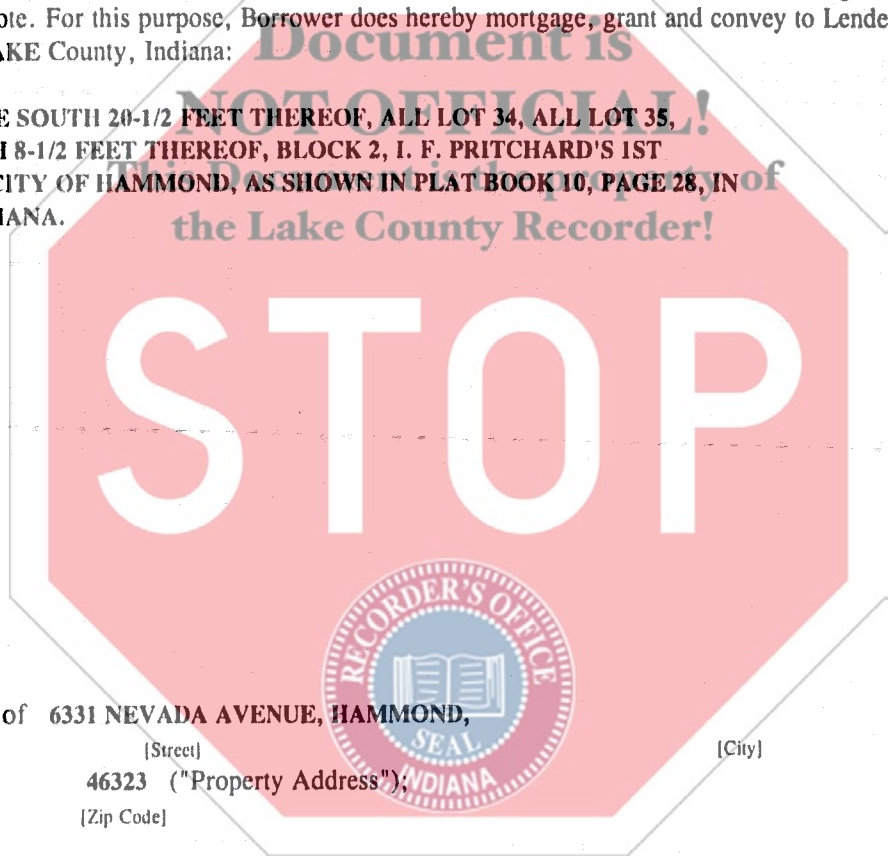 ote. For this purpose, Borrower does hereby mortgage, grant and convey to Lende
AKE County, Indiana:
Document is
NOT OFFICIAL!
E SOUTH 20-1/2 FEET THEREOF, ALL LOT 34, ALL LOT 35,
H 8-1/2 FEET THEREOF, BLOCK 2, I. F. PRITCHARD'S 1ST
This Document is the property of
CITY OF HAMMOND, AS SHOWN IN PLAT BOOK 10, PAGE 28, IN
IANA.
the Lake County Recorder!
STOP
RECORDER'S OFFICE
SEAL
INDIANA
of 6331 NEVADA AVENUE, HAMMOND,
[Street] [City]
46323 ("Property Address");
[Zip Code]